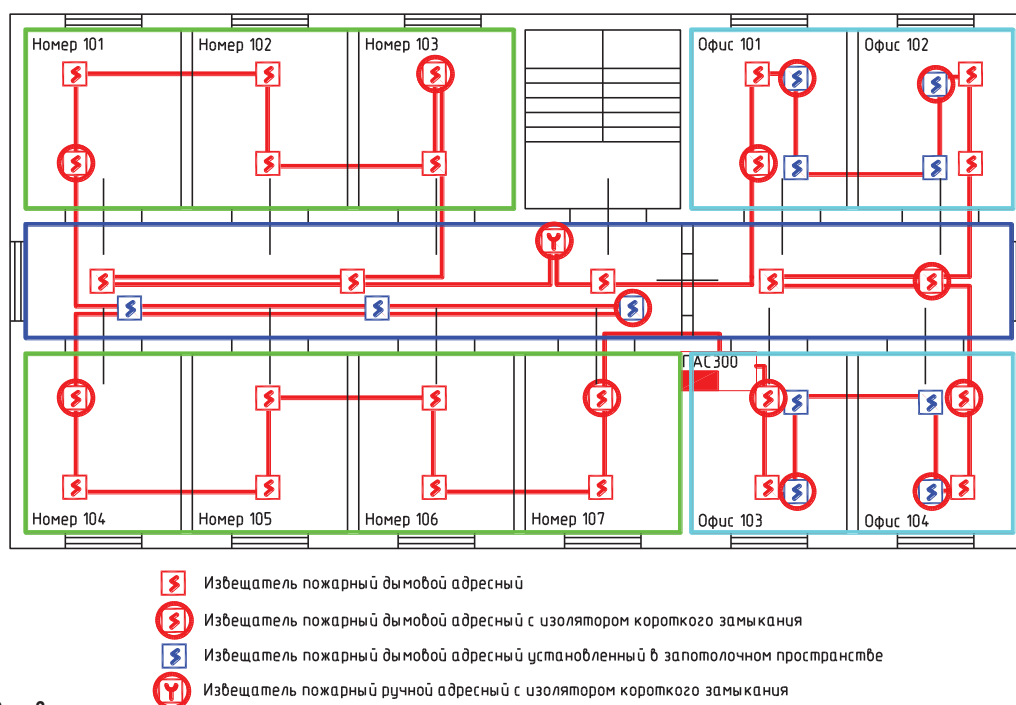 Номер 101
Номер 102
Номер 103
Офис 101
Офис 102
ПАС300
Номер 104
Номер 105
Номер 106
Номер 107
Офис 103
Офис 104
Извещатель пожарный дымовой адресный
Извещатель пожарный дымовой адресный с изолятором короткого замыкания
Извещатель пожарный дымовой адресный установленный в запотолочном пространстве
Извещатель пожарный ручной адресный с изолятором короткого замыкания